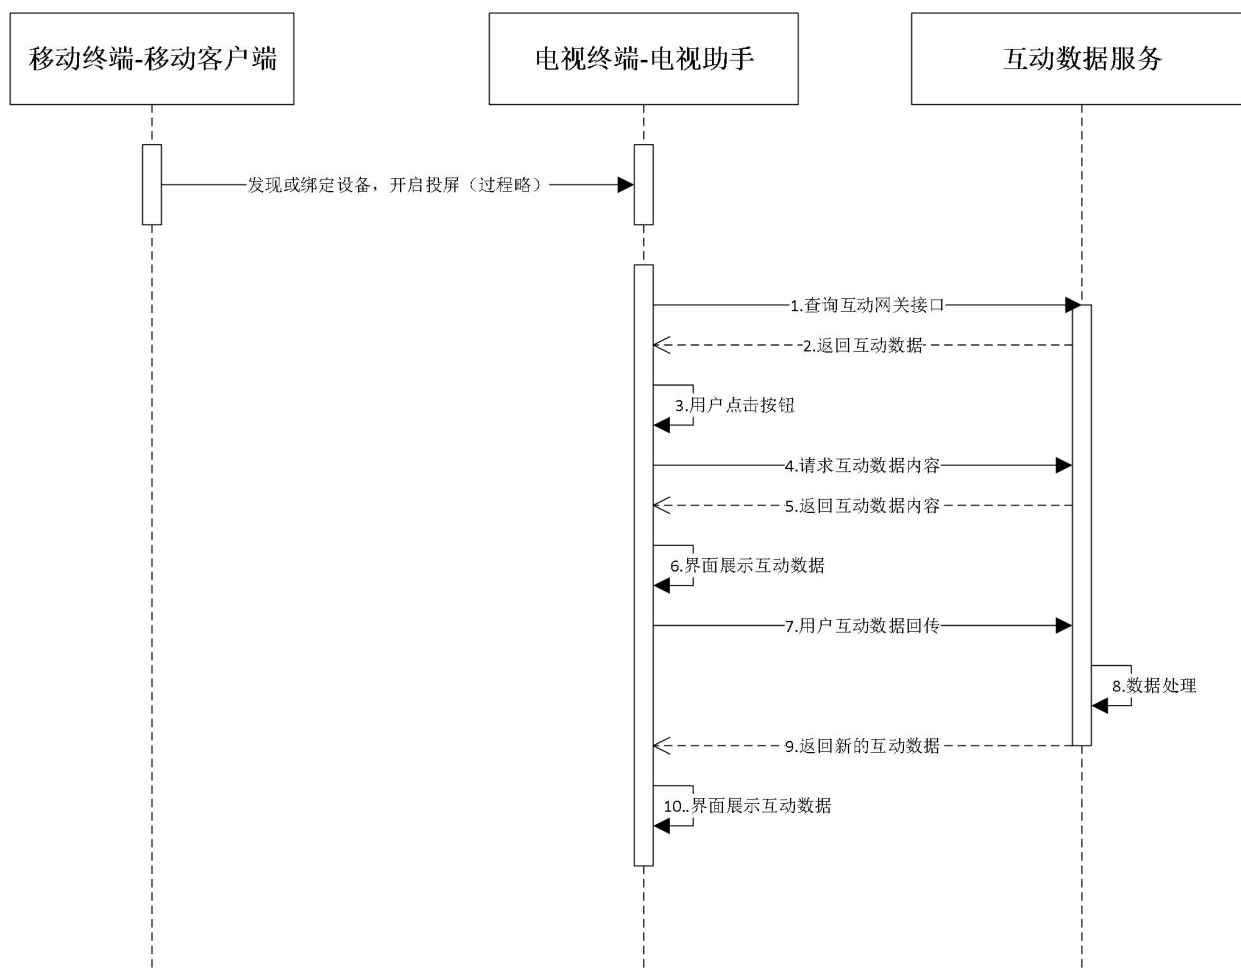 移动终端-移动客户端
电视终端-电视助手
互动数据服务
发现或绑定设备，开启投屏（过程略）
1.查询互动网关接口
2.返回互动数据
3.用户点击按钮
4.请求互动数据内容
5.返回互动数据内容
6.界面展示互动数据
7.用户互动数据回传
8.数据处理
9.返回新的互动数据
10..界面展示互动数据